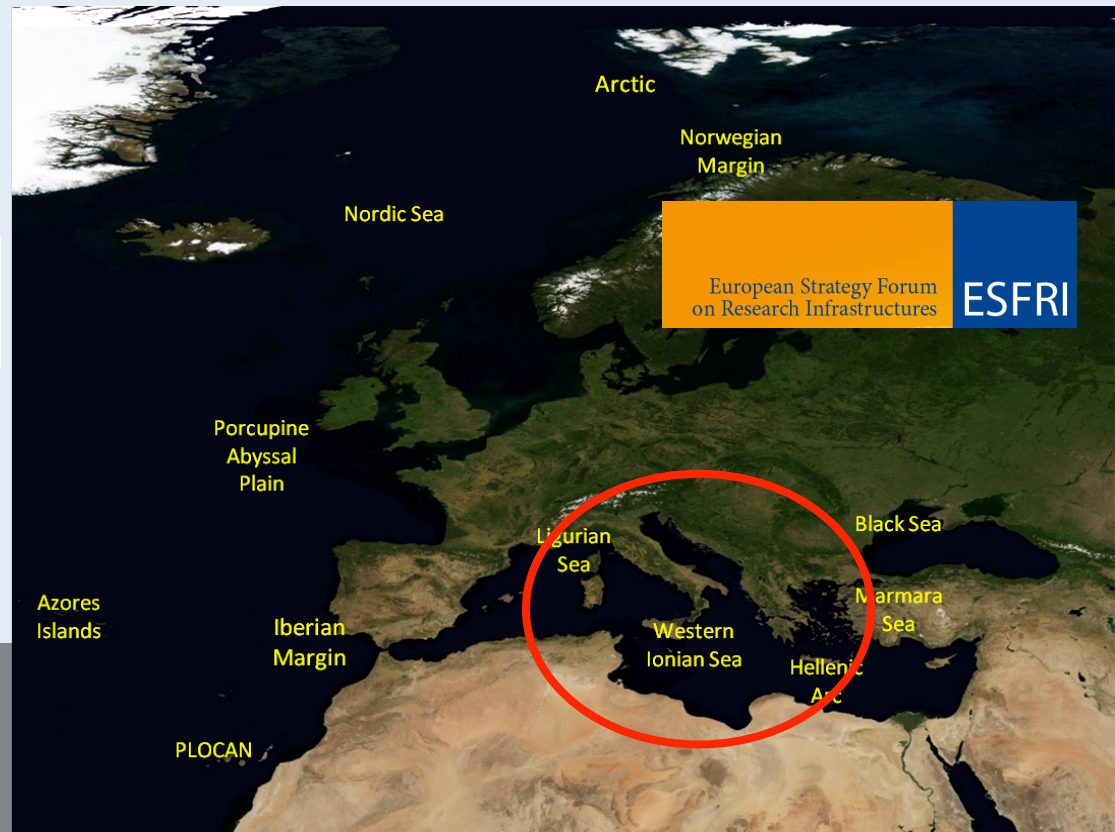 Arctic
Norwegian
Margin
Nordic Sea
European Strategy Forum
on Research Infrastructures
ESFRI
Porcupine
Abyssal
Plain
Black Sea
Ligurian
Sea
Azores
Islands
Marmara
Sea
Iberian
Margin
Western
Ionian Sea
Hellenic
Arc
PLOCAN